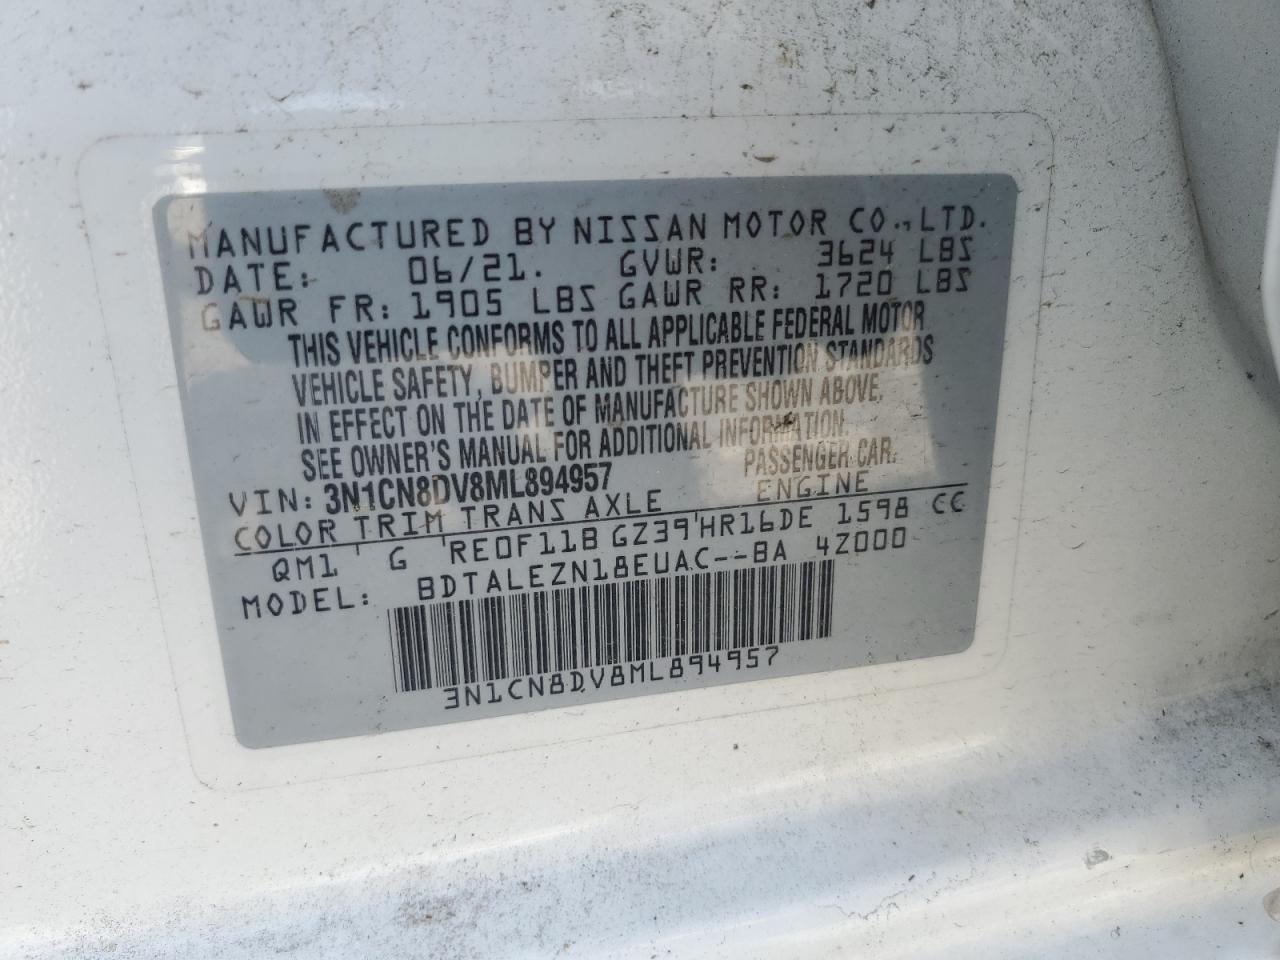 MANUFACTURED BY NISSAN MOTOR CO., LTD.
DATE: 06/21. GVWR: 3624 LBS
GAWR FR: 1905 LBS GAWR RR: 1720 LBS
THIS VEHICLE CONFORMS TO ALL APPLICABLE FEDERAL MOTOR
VEHICLE SAFETY, BUMPER AND THEFT PREVENTION STANDARDS
IN EFFECT ON THE DATE OF MANUFACTURE SHOWN ABOVE.
SEE OWNER'S MANUAL FOR ADDITIONAL INFORMATION.
VIN: 3N1CN8DV8ML894957 PASSENGER CAR.
COLOR TRIM TRANS AXLE ENGINE
QM1 G RE0F11B GZ39 HR16DE 1598 CC
MODEL: BDTALEZN18EUAC--BA 4Z000
3N1CN8DV8ML894957